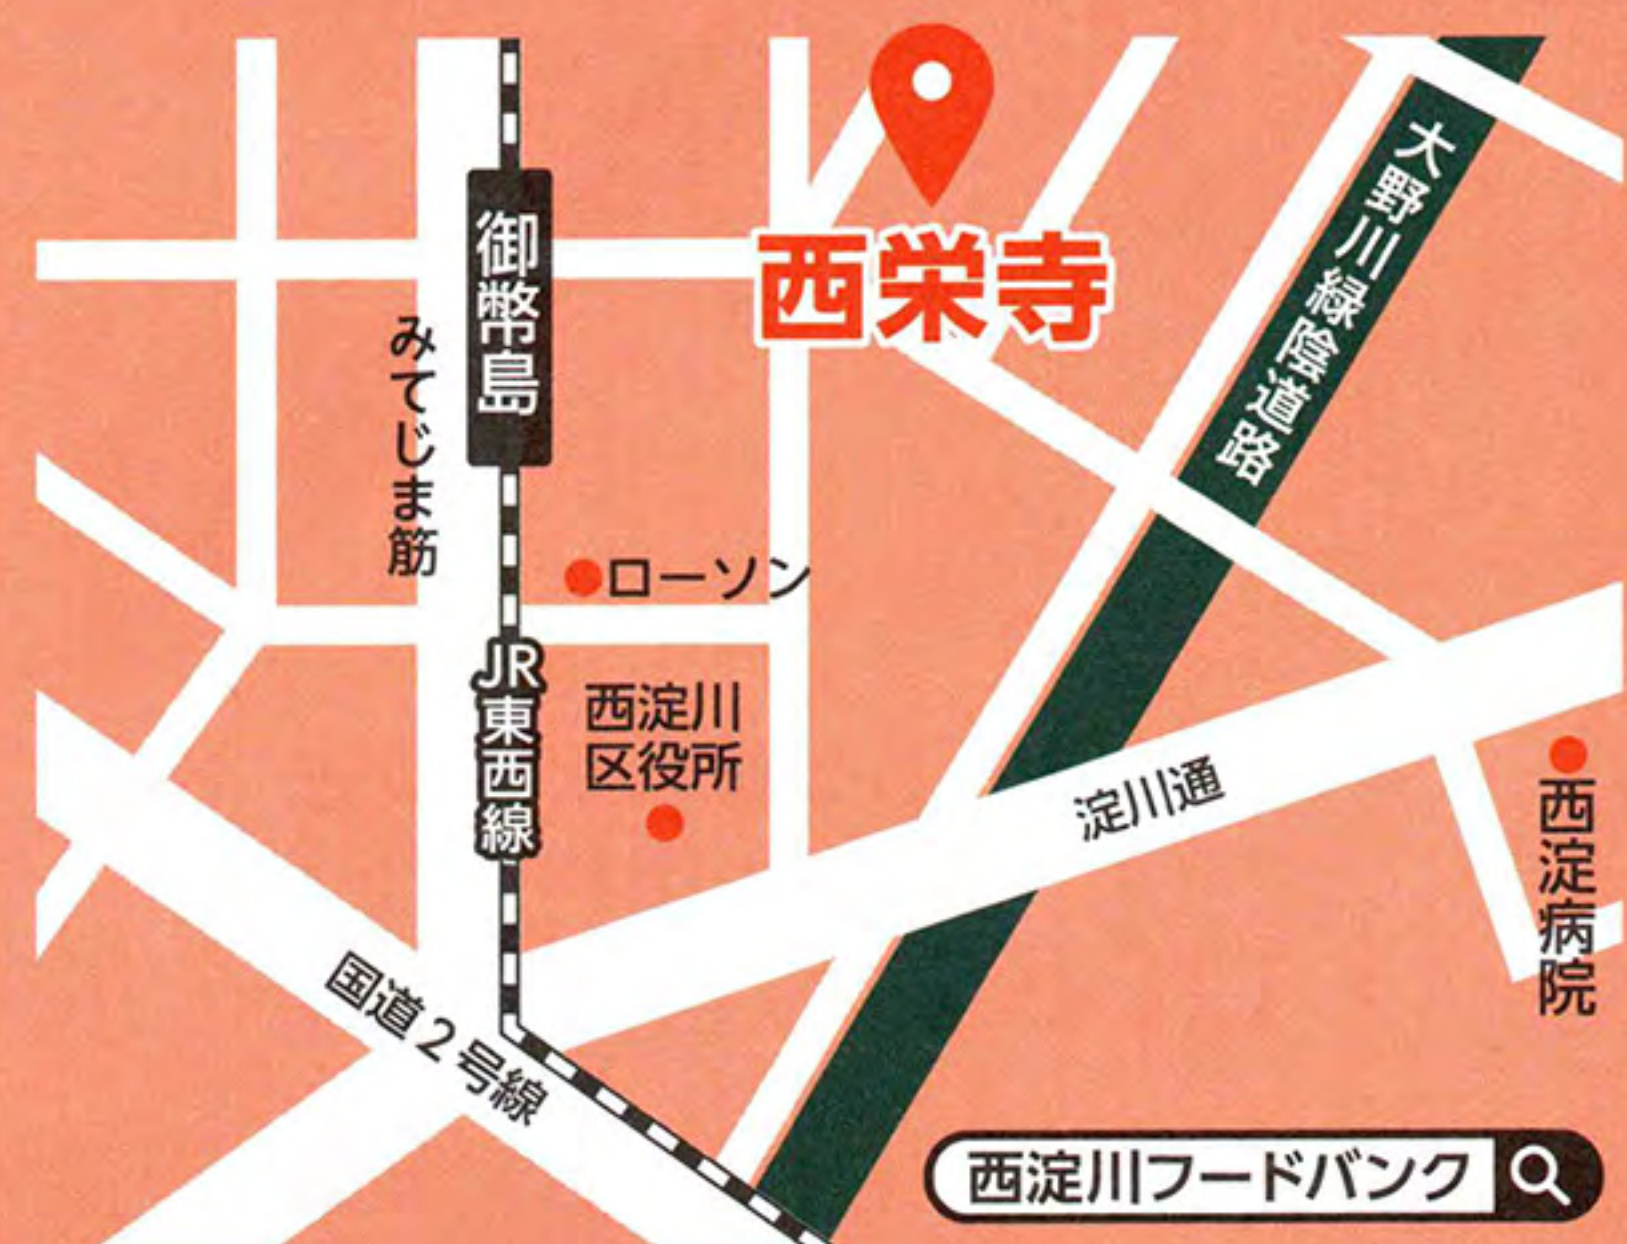 西栄寺
大野川緑陰道路
御幣島
みてじま筋
ローソン
JR東西線
西淀川
区役所
淀川通
西淀病院
国道2号線
西淀川フードバンク